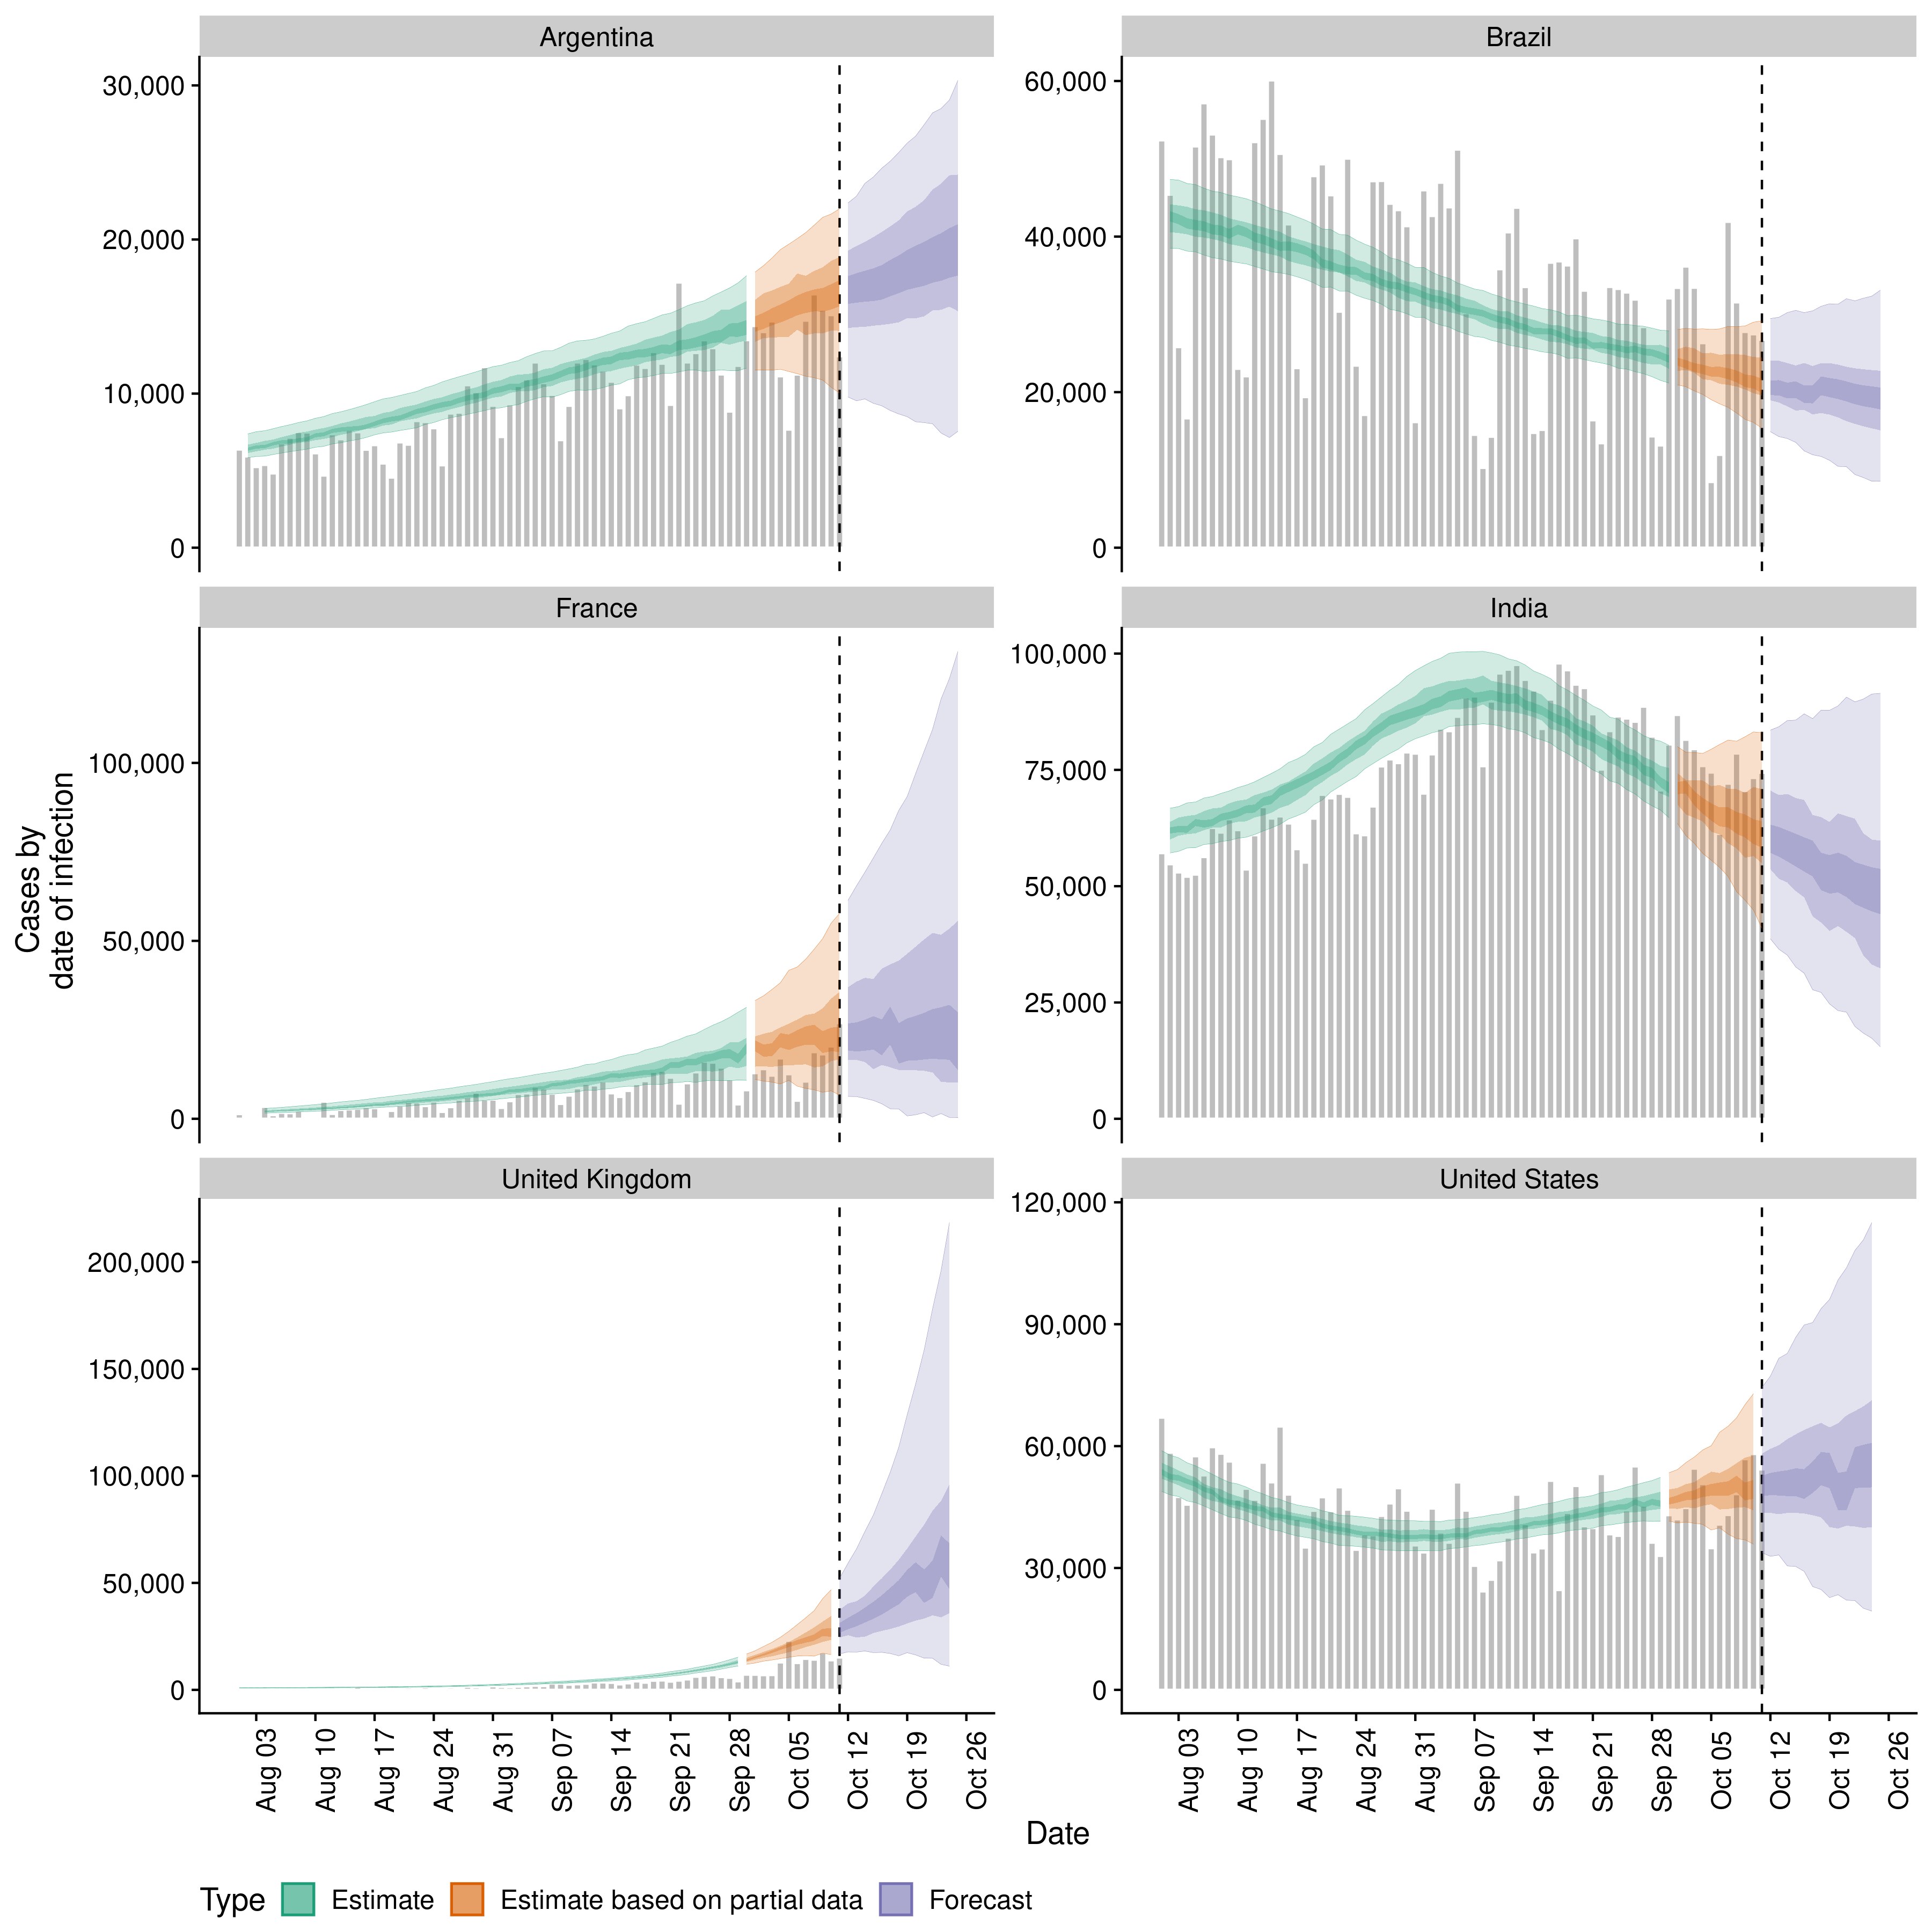 Argentina
30,000
20,000
10,000
0
Brazil
60,000
40,000
20,000
0
France
100,000
50,000
0
India
100,000
75,000
50,000
25,000
0
United Kingdom
200,000
150,000
100,000
50,000
0
United States
120,000
90,000
60,000
30,000
0
Cases by
date of infection
Aug 03
Aug 10
Aug 17
Aug 24
Aug 31
Sep 07
Sep 14
Sep 21
Sep 28
Oct 05
Oct 12
Oct 19
Oct 26
Aug 03
Aug 10
Aug 17
Aug 24
Aug 31
Sep 07
Sep 14
Sep 21
Sep 28
Oct 05
Oct 12
Oct 19
Oct 26
Date
Type Estimate Estimate based on partial data Forecast